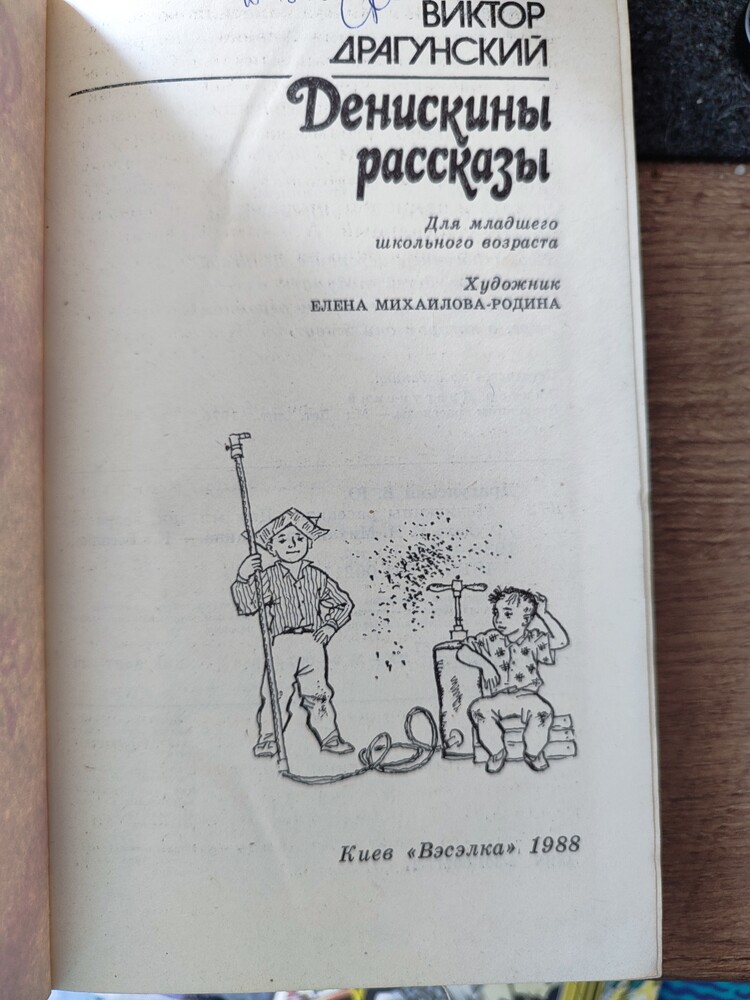 ВИКТОР
ДРАГУНСКИЙ
Денискины
рассказы
Для младшего
школьного возраста
Художник
ЕЛЕНА МИХАЙЛОВА-РОДИНА
Киев «Вэсэлка» 1988